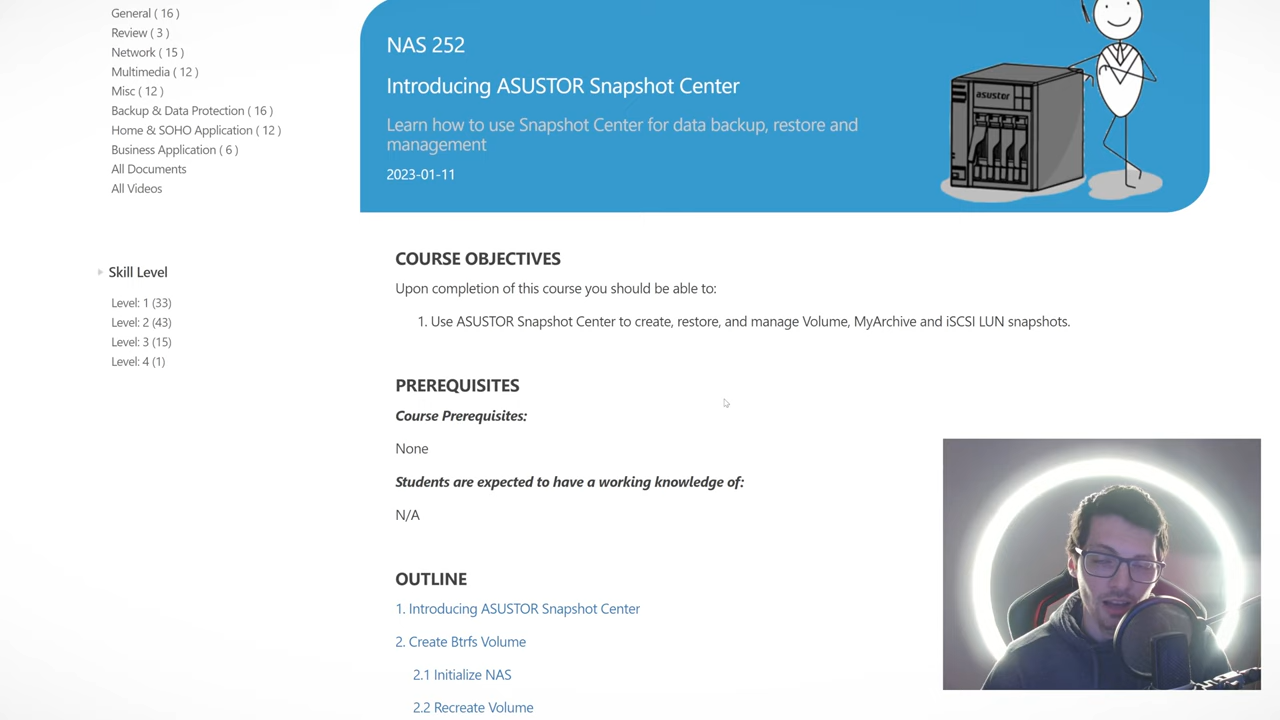 General ( 16 )
Review ( 3 )
Network ( 15 )
Multimedia ( 12 )
Misc ( 12 )
Backup & Data Protection ( 16 )
Home & SOHO Application ( 12 )
Business Application ( 6 )
All Documents
All Videos
Skill Level
Level: 1 (33)
Level: 2 (43)
Level: 3 (15)
Level: 4 (1)
NAS 252
Introducing ASUSTOR Snapshot Center
Learn how to use Snapshot Center for data backup, restore and
management
2023-01-11
asustor
COURSE OBJECTIVES
Upon completion of this course you should be able to:
1. Use ASUSTOR Snapshot Center to create, restore, and manage Volume, MyArchive and iSCSI LUN snapshots.
PREREQUISITES
Course Prerequisites:
None
Students are expected to have a working knowledge of:
N/A
OUTLINE
1. Introducing ASUSTOR Snapshot Center
2. Create Btrfs Volume
2.1 Initialize NAS
2.2 Recreate Volume